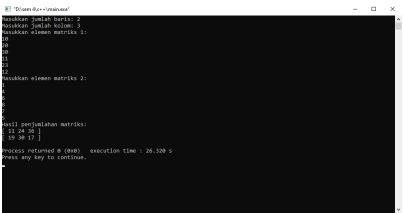 "D:\sem 4\c++\main.exe"
Masukkan jumlah baris: 2
Masukkan jumlah kolom: 3
Masukkan elemen matriks 1:
10
20
30
11
23
12
Masukkan elemen matriks 2:
1
4
6
8
7
5
Hasil penjumlahan matriks:
[ 11 24 36 ]
[ 19 30 17 ]
Process returned 0 (0x0)   execution time : 26.320 s
Press any key to continue.